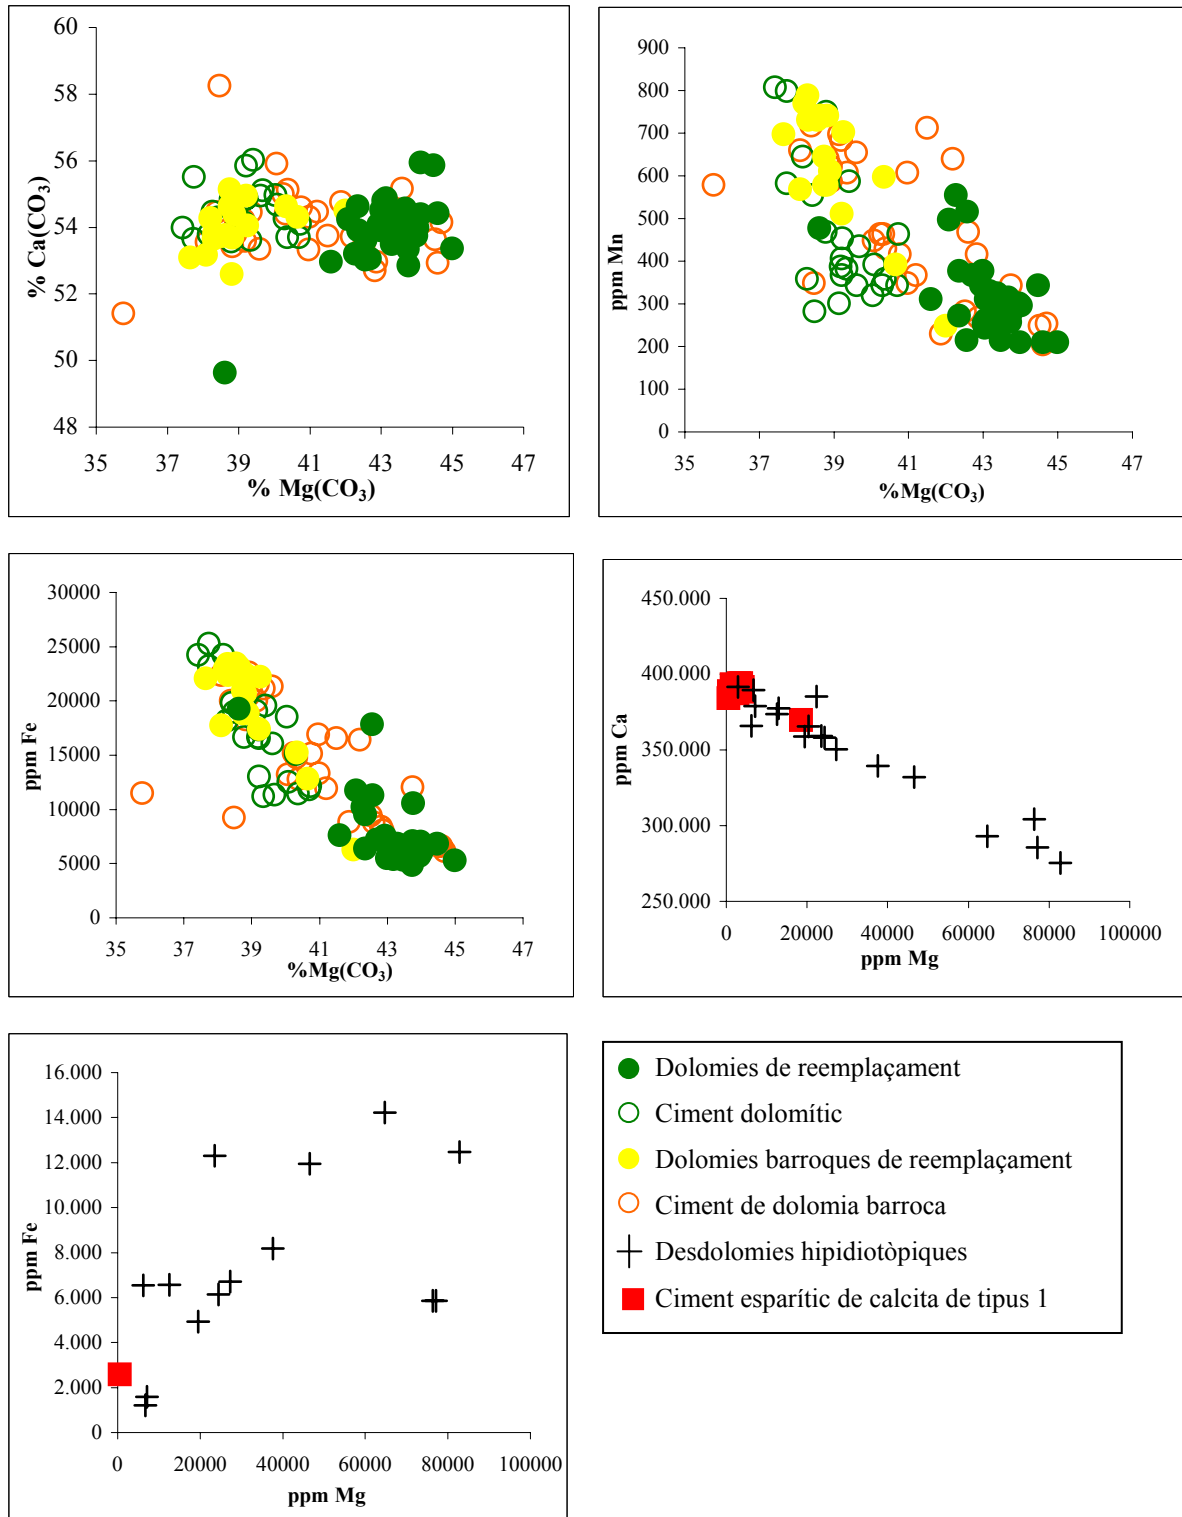 60
58
56
54
52
50
48
% Ca(CO₃)
35 37 39 41 43 45 47
% Mg(CO₃)
900
800
700
600
500
400
300
200
100
0
ppm Mn
35 37 39 41 43 45 47
%Mg(CO₃)
30000
25000
20000
15000
10000
5000
0
ppm Fe
35 37 39 41 43 45 47
%Mg(CO₃)
450.000
400.000
350.000
300.000
250.000
ppm Ca
0 20000 40000 60000 80000 100000
ppm Mg
16.000
14.000
12.000
10.000
8.000
6.000
4.000
2.000
0
ppm Fe
0 20000 40000 60000 80000 100000
ppm Mg
Dolomies de reemplaçament
Ciment dolomític
Dolomies barroques de reemplaçament
Ciment de dolomia barroca
Desdolomies hipidiotòpiques
Ciment esparític de calcita de tipus 1